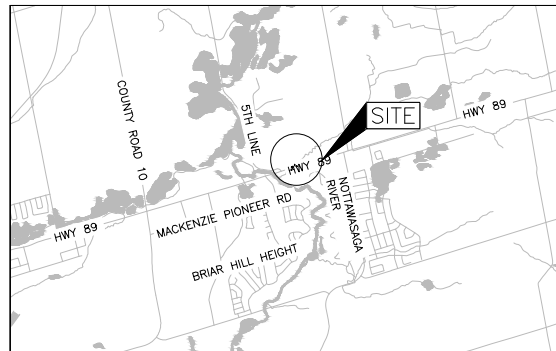 COUNTY ROAD 10
5TH LINE
SITE
HWY 89
HWY 89
NOTTAWASAGA
RIVER
MACKENZIE PIONEER RD
HWY 89
BRIAR HILL HEIGHT